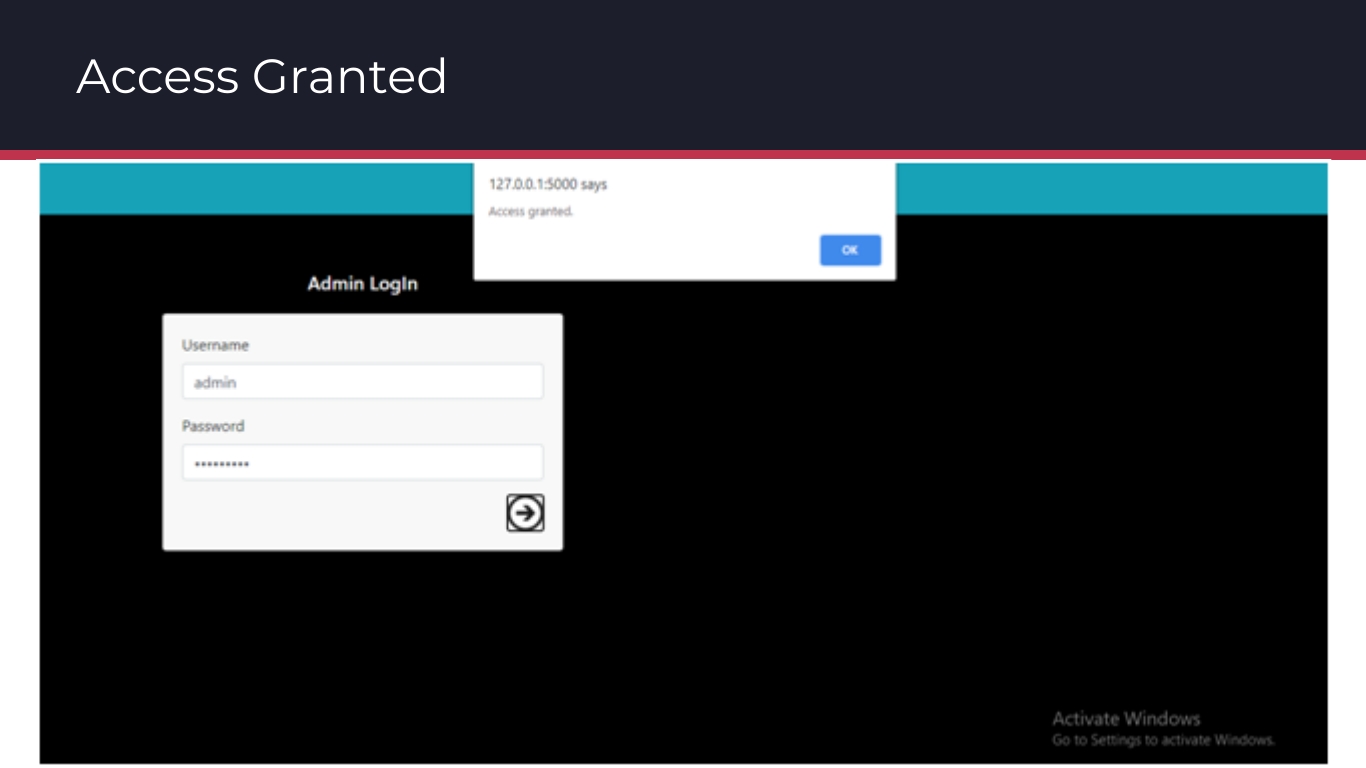 Access Granted
127.0.0.1:5000 says
Access granted.
OK
Admin LogIn
Username
admin
Password
•••••••••
Activate Windows
Go to Settings to activate Windows.